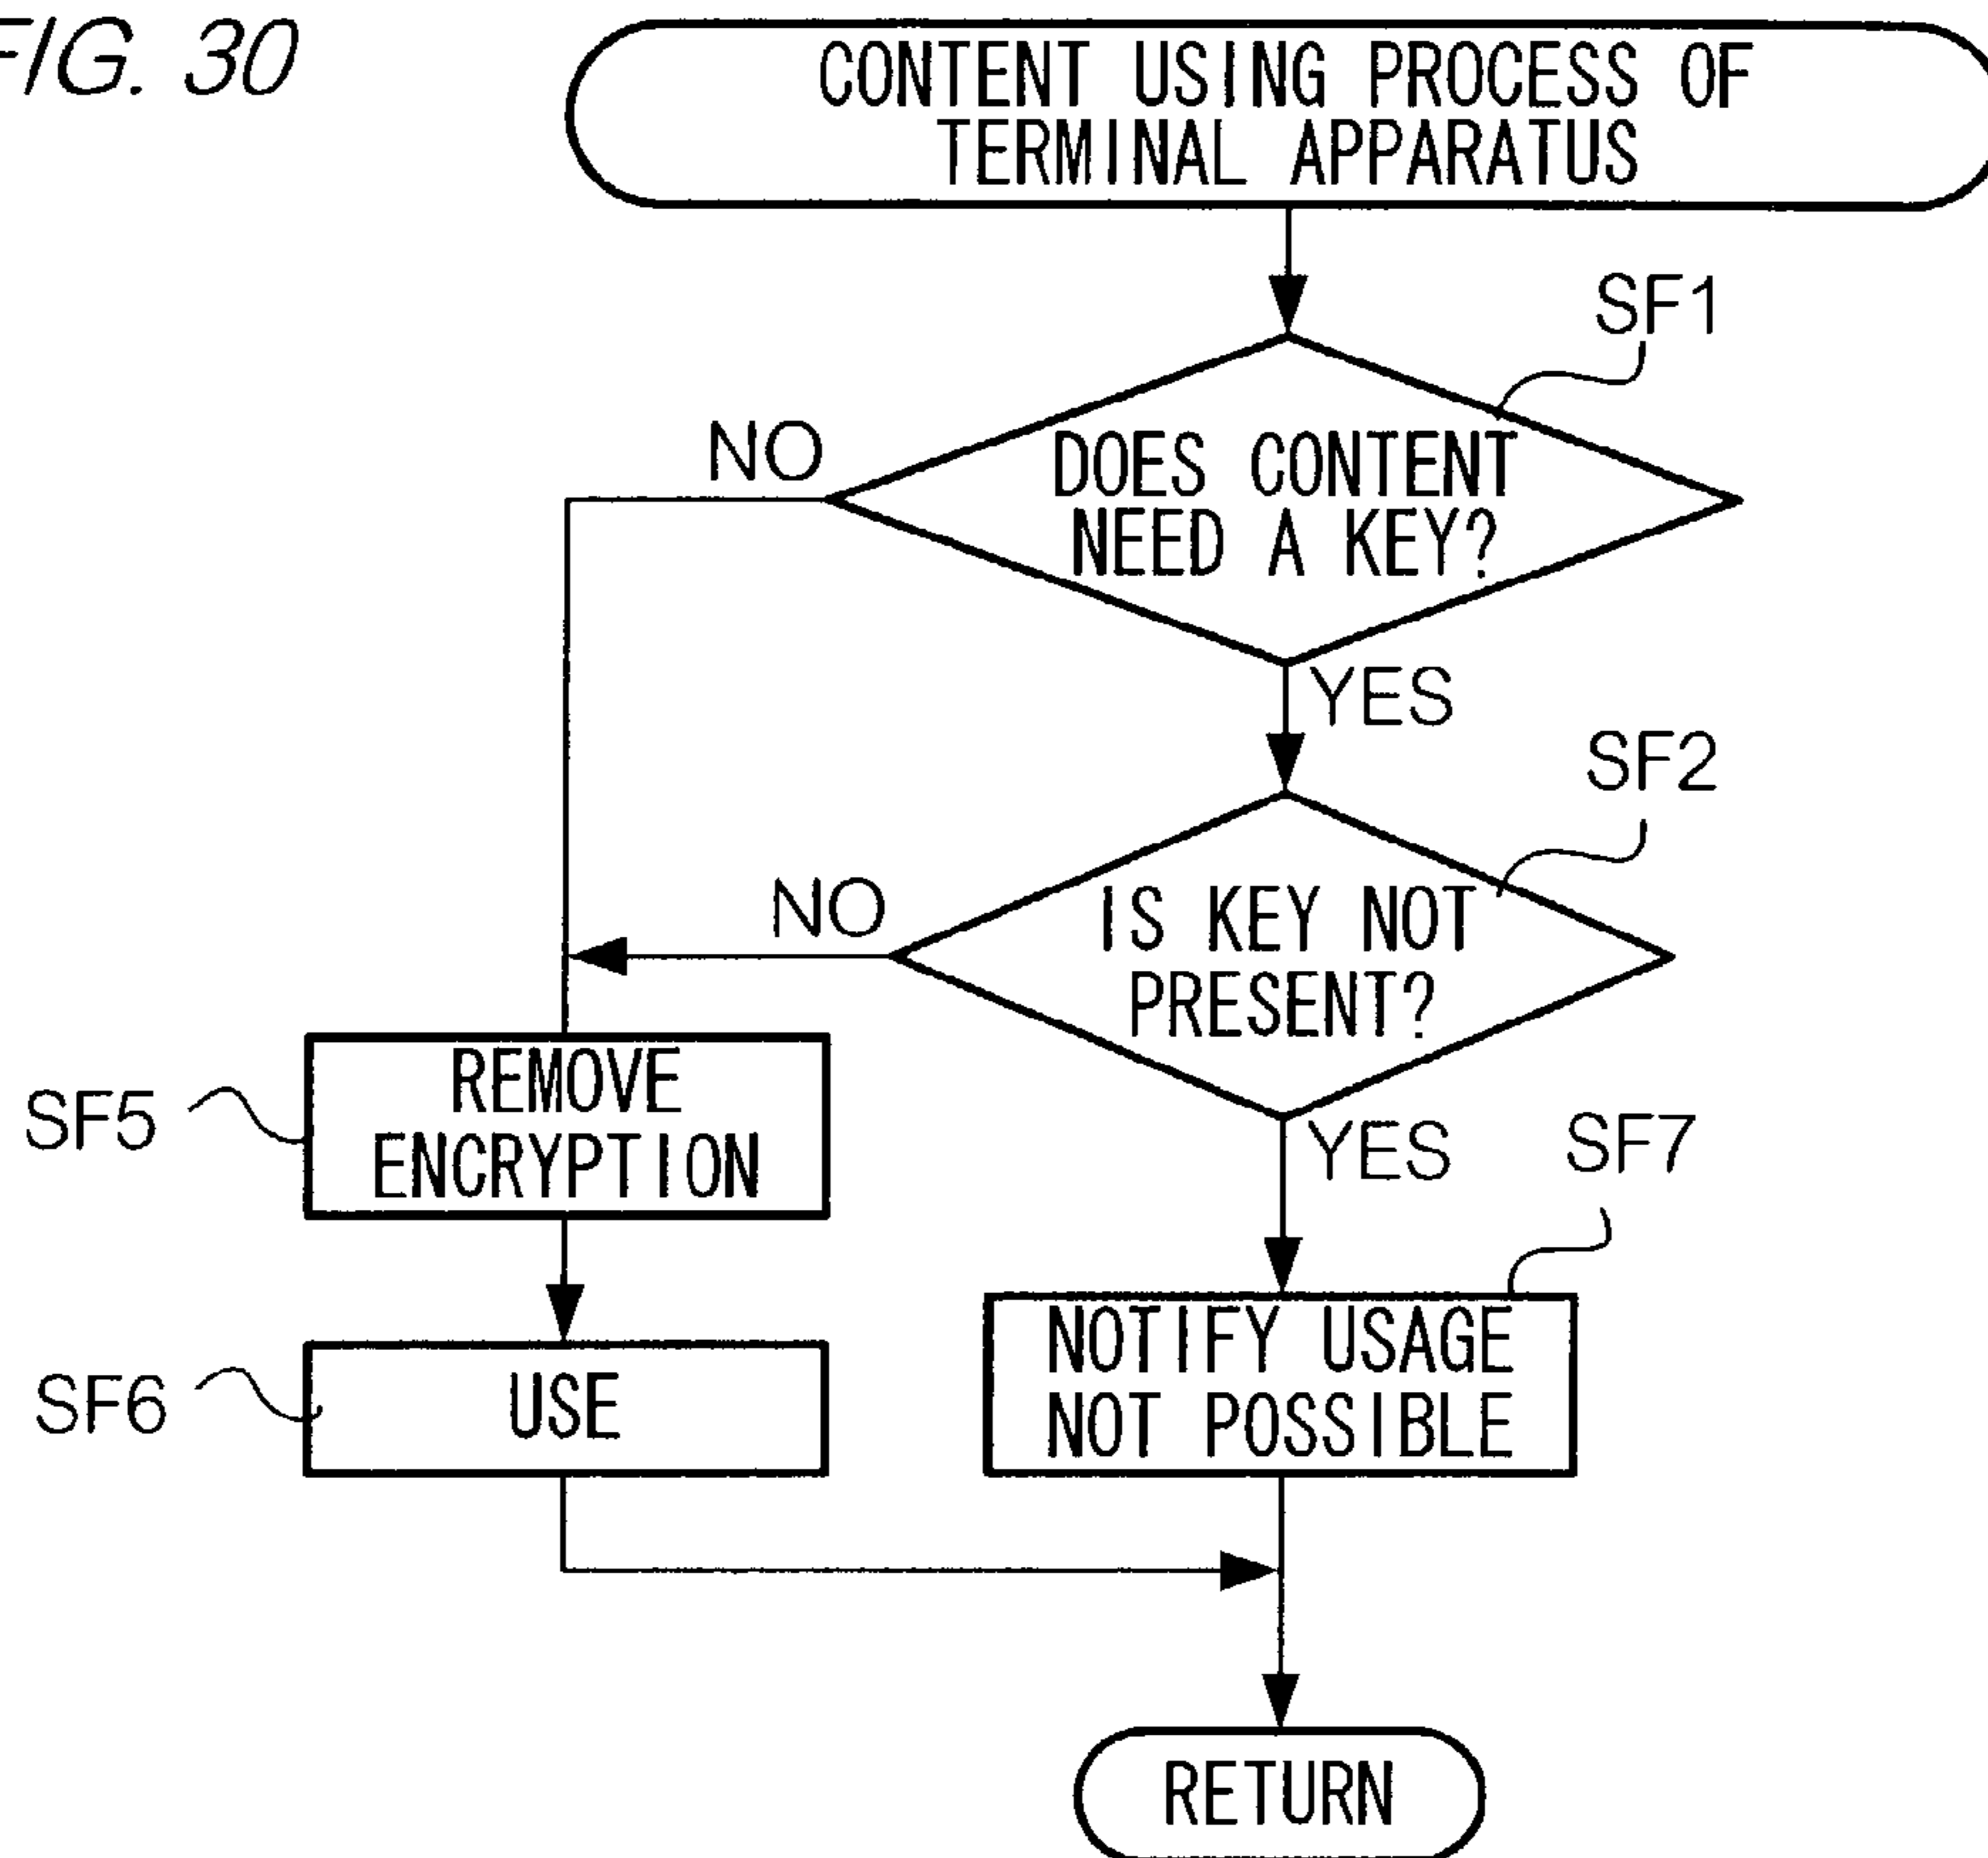 FIG. 30
CONTENT USING PROCESS OF
TERMINAL APPARATUS
SF1
NO
DOES CONTENT
NEED A KEY?
YES
SF2
NO
IS KEY NOT
PRESENT?
SF5
REMOVE
ENCRYPTION
YES
SF7
SF6
USE
NOTIFY USAGE
NOT POSSIBLE
RETURN